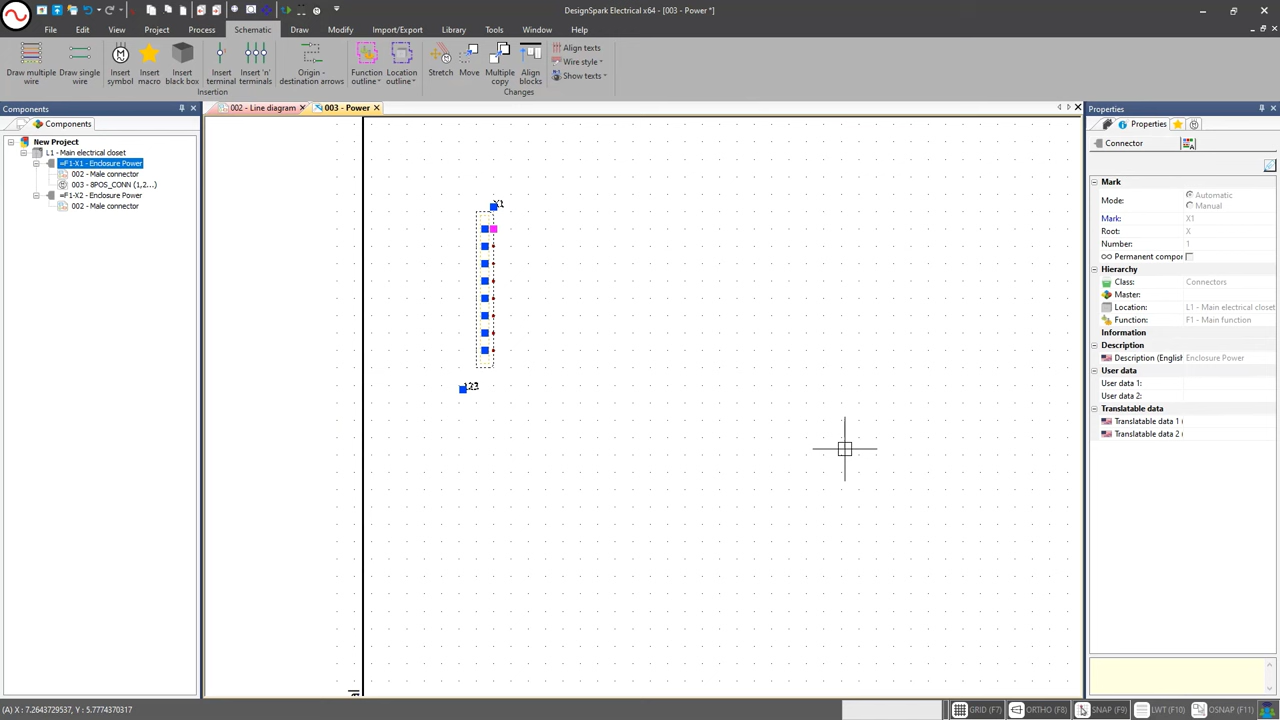 DesignSpark Electrical x64 - [003 - Power *]
File Edit View Project Process Schematic Draw Modify Import/Export Library Tools Window Help
Draw multiple wire
Draw single wire
Insert symbol
Insert macro
Insert black box
Insert terminal
Insert 'n' terminals
Origin - destination arrows
Function outline
Location outline
Stretch
Move
Multiple copy
Align blocks
Align texts
Wire style
Show texts
Insertion
Changes
Components
002 - Line diagram
003 - Power
Properties
Components
New Project
L1 - Main electrical closet
=F1-X1 - Enclosure Power
002 - Male connector
003 - 8POS_CONN (1,2...)
=F1-X2 - Enclosure Power
002 - Male connector
X1
Properties
Connector
Mark
Mode: Automatic
Manual
Mark: X1
Root: X
Number: 1
Permanent compor
Hierarchy
Class: Connectors
Master:
Location: L1 - Main electrical closet
Function: F1 - Main function
Information
Description
Description (English Enclosure Power
User data
User data 1:
User data 2:
Translatable data
Translatable data 1 (
Translatable data 2 (
(A) X : 7.2643729537, Y : 5.7774370317
GRID (F7) ORTHO (F8) SNAP (F9) LWT (F10) OSNAP (F11)